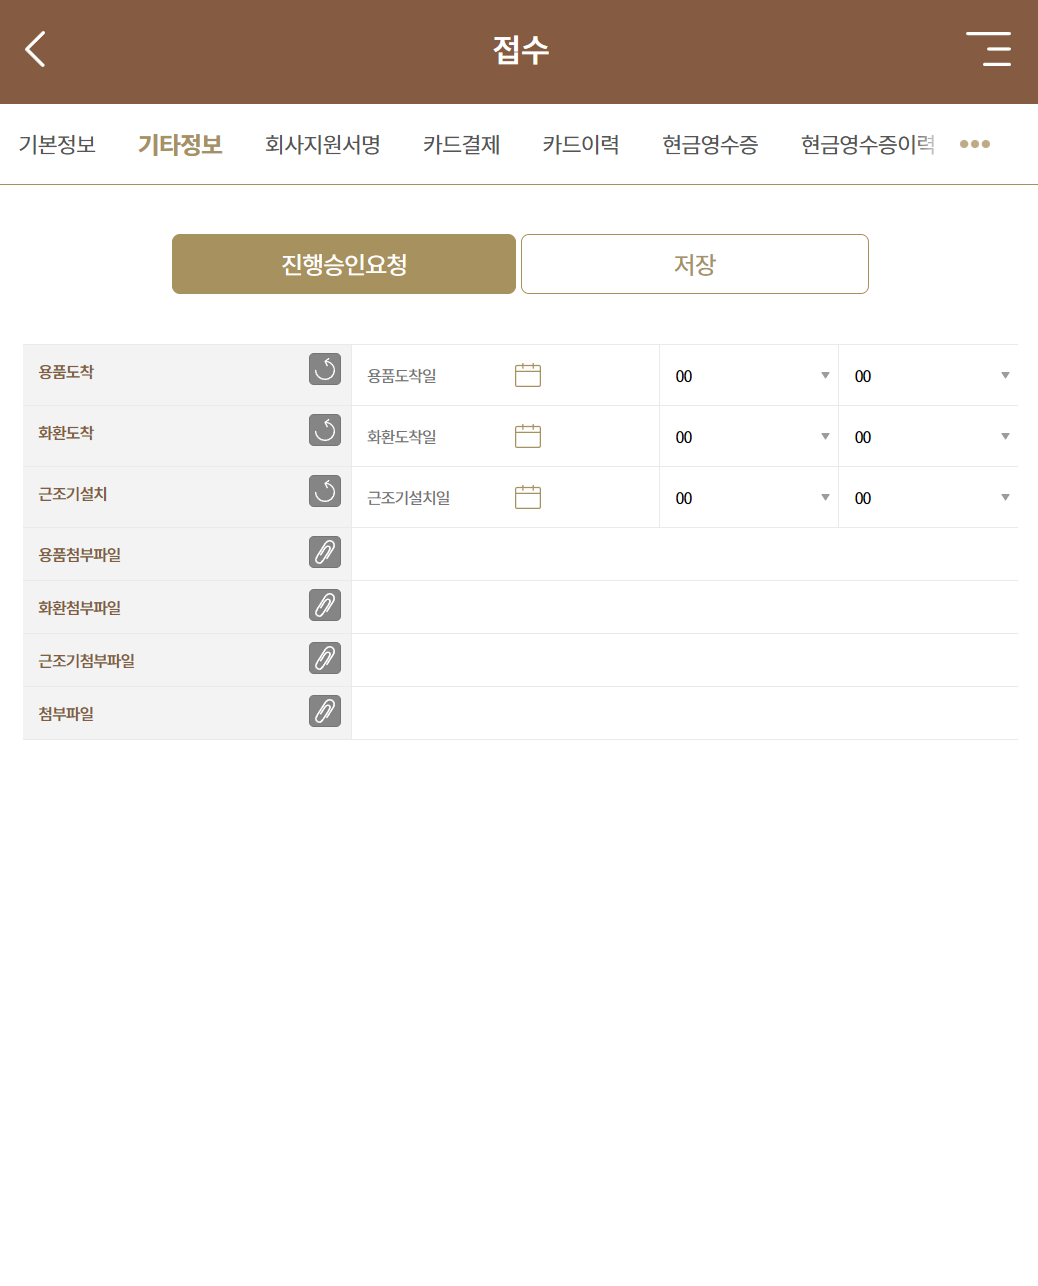 접수
기본정보 기타정보 회사지원서명 카드결제 카드이력 현금영수증 현금영수증이력
진행승인요청 저장
용품도착 용품도착일 00 00
화환도착 화환도착일 00 00
근조기설치 근조기설치일 00 00
용품첨부파일
화환첨부파일
근조기첨부파일
첨부파일